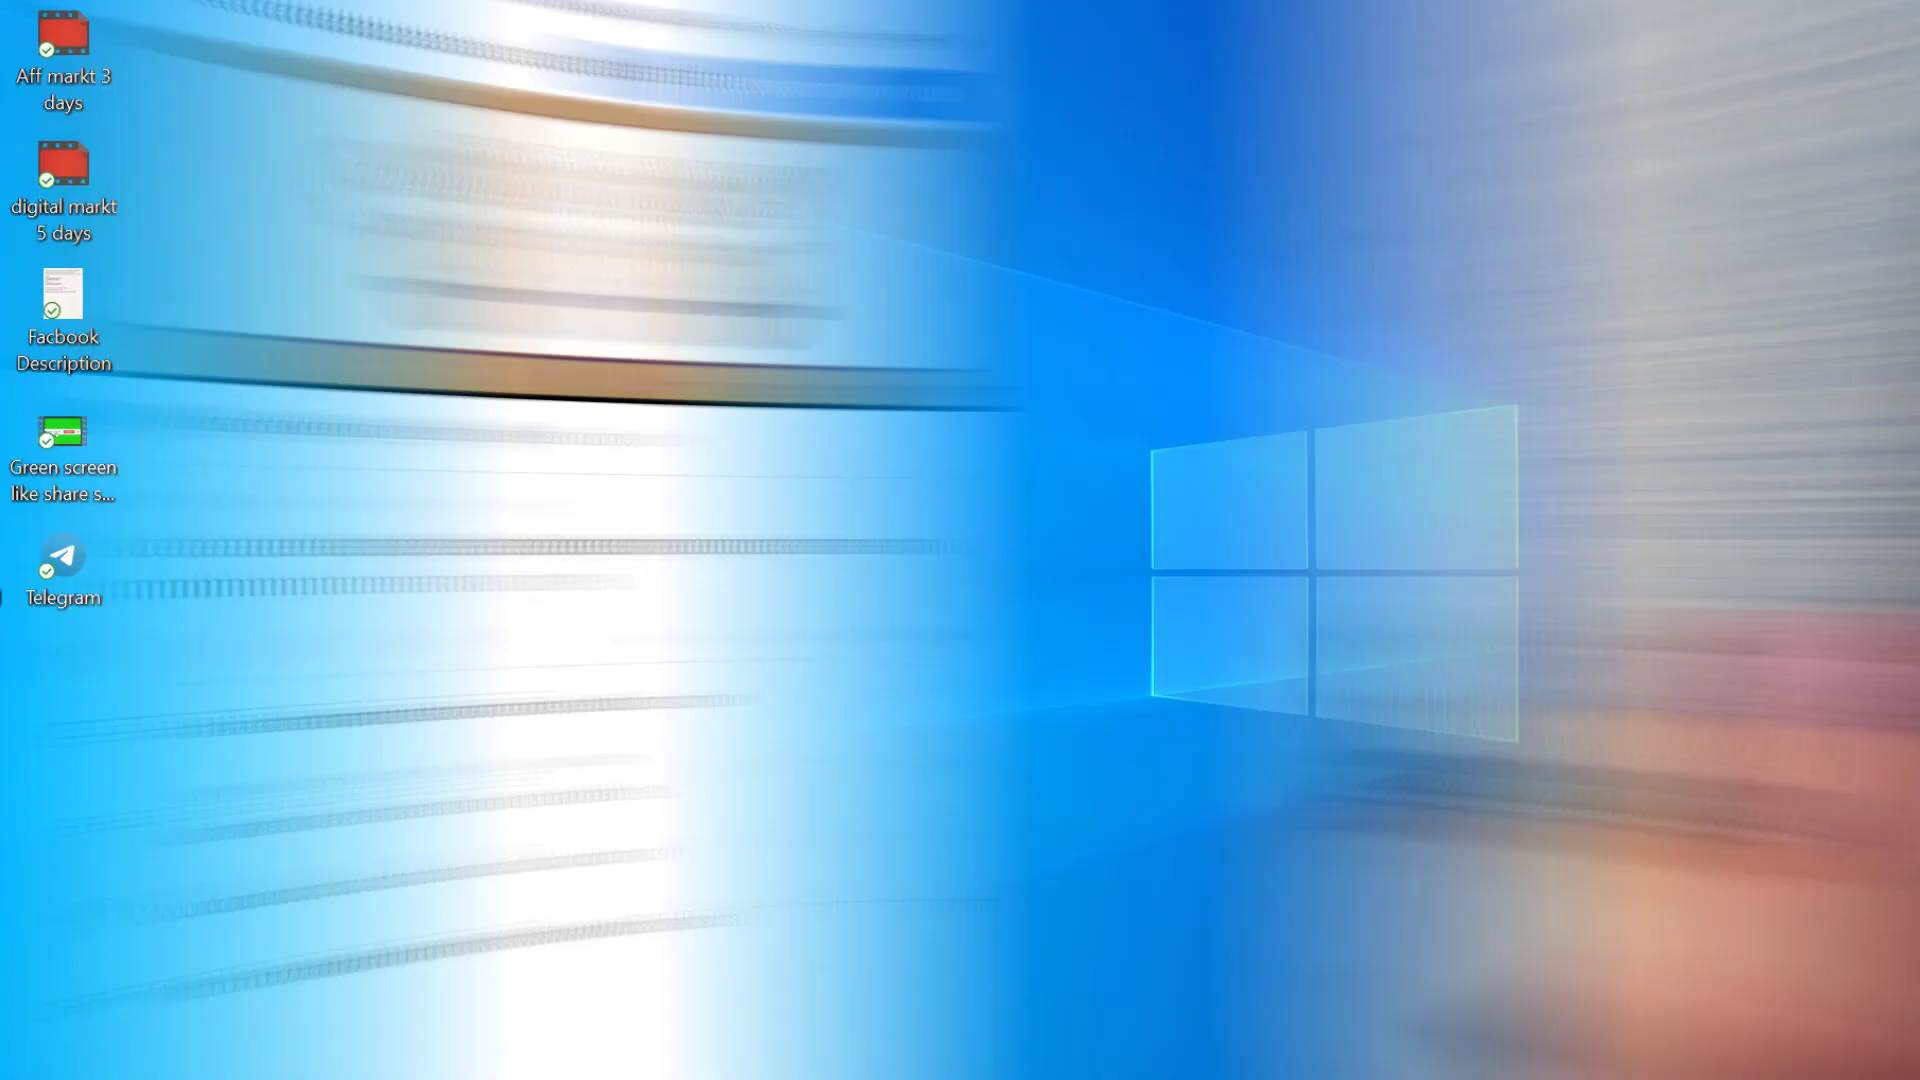 Aff markt 3
days
digital markt
5 days
Facbook
Description
Green screen
like share s...
Telegram